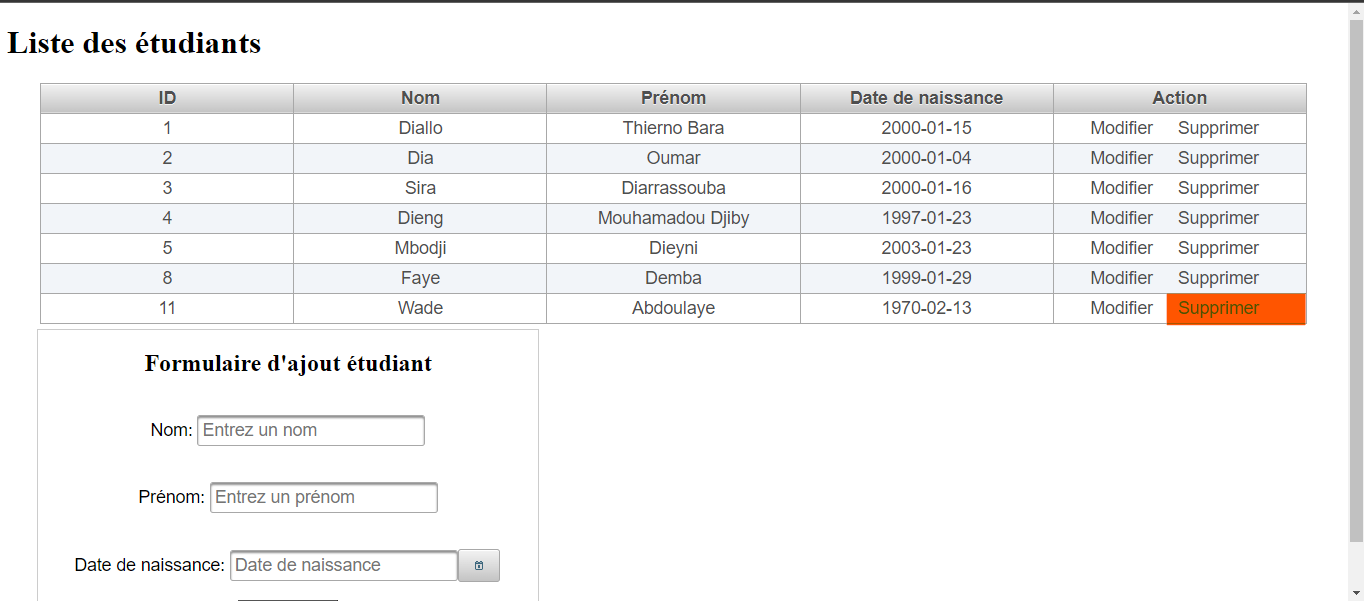 Liste des étudiants
ID Nom Prénom Date de naissance Action
1 Diallo Thierno Bara 2000-01-15 Modifier Supprimer
2 Dia Oumar 2000-01-04 Modifier Supprimer
3 Sira Diarrassouba 2000-01-16 Modifier Supprimer
4 Dieng Mouhamadou Djiby 1997-01-23 Modifier Supprimer
5 Mbodji Dieyni 2003-01-23 Modifier Supprimer
8 Faye Demba 1999-01-29 Modifier Supprimer
11 Wade Abdoulaye 1970-02-13 Modifier Supprimer
Formulaire d'ajout étudiant
Nom: Entrez un nom
Prénom: Entrez un prénom
Date de naissance: Date de naissance